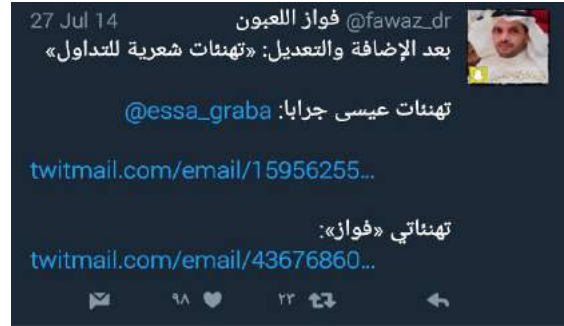 فواز اللعبون @fawaz_dr 27 Jul 14
بعد الإضافة والتعديل: «تهنئات شعرية للتداول»
تهنئات عيسى جرابا: @essa_graba
twitmail.com/email/15956255...
تهنئاتي «فواز»:
twitmail.com/email/43676860...
٢٣ ٩٨